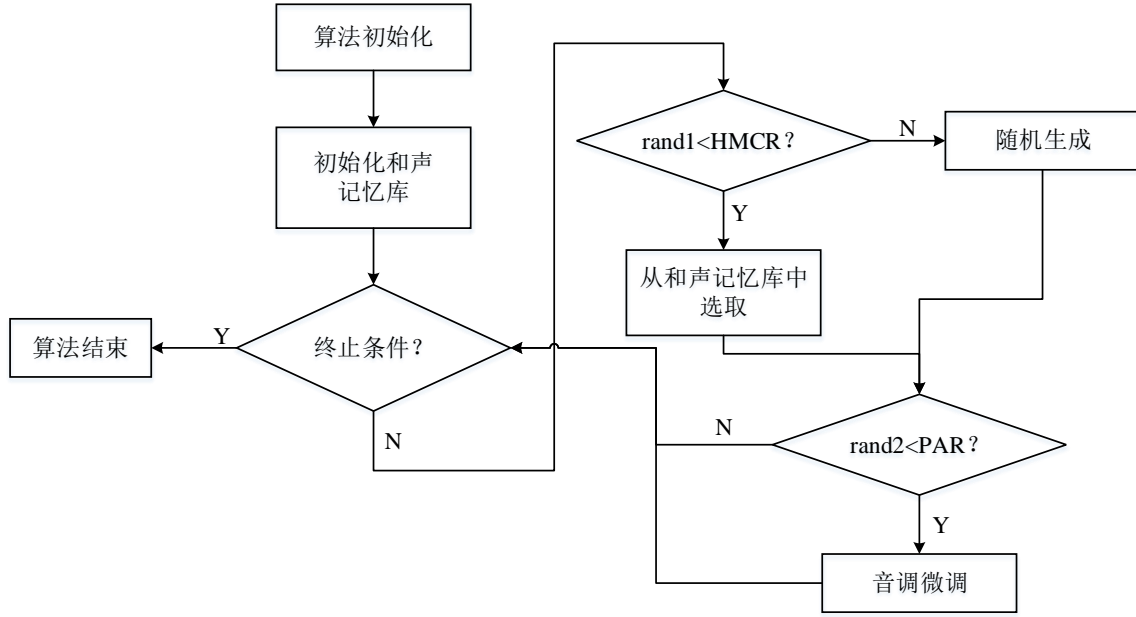 算法初始化
初始化和声
记忆库
终止条件？
Y
算法结束
N
rand1<HMCR？
N
随机生成
Y
从和声记忆库中
选取
rand2<PAR？
N
Y
音调微调